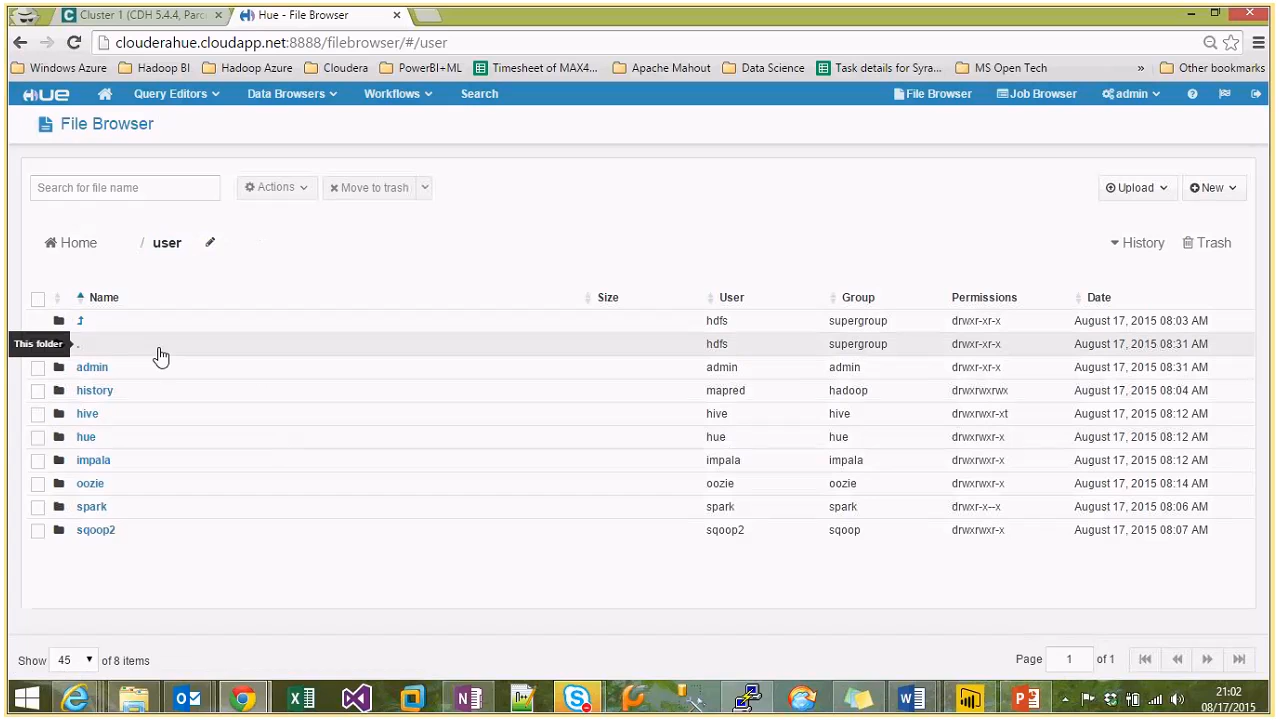 Cluster 1 (CDH 5.4.4, Parc
Hue - File Browser
clouderahue.cloudapp.net:8888/filebrowser/#/user
Windows Azure Hadoop BI Hadoop Azure Cloudera PowerBI+ML Timesheet of MAX4... Apache Mahout Data Science Task details for Syra... MS Open Tech » Other bookmarks
HUE Query Editors Data Browsers Workflows Search File Browser Job Browser admin
File Browser
Search for file name Actions Move to trash Upload New
Home / user History Trash
Name Size User Group Permissions Date
hdfs supergroup drwxr-xr-x August 17, 2015 08:03 AM
This folder . hdfs supergroup drwxr-xr-x August 17, 2015 08:31 AM
admin admin admin drwxr-xr-x August 17, 2015 08:31 AM
history mapred hadoop drwxrwxrwx August 17, 2015 08:04 AM
hive hive hive drwxrwxr-xt August 17, 2015 08:12 AM
hue hue hue drwxrwxr-x August 17, 2015 08:12 AM
impala impala impala drwxrwxr-x August 17, 2015 08:12 AM
oozie oozie oozie drwxrwxr-x August 17, 2015 08:14 AM
spark spark spark drwxr-x--x August 17, 2015 08:06 AM
sqoop2 sqoop2 sqoop drwxrwxr-x August 17, 2015 08:07 AM
Show 45 of 8 items Page 1 of 1
21:02
08/17/2015